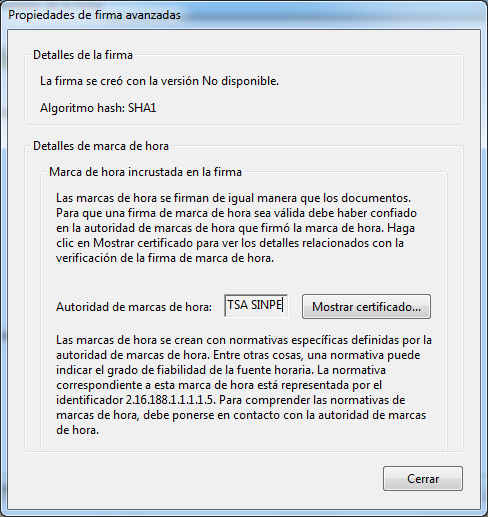 Propiedades de firma avanzadas
Detalles de la firma
La firma se creó con la versión No disponible.
Algoritmo hash: SHA1
Detalles de marca de hora
Marca de hora incrustada en la firma
Las marcas de hora se firman de igual manera que los documentos.
Para que una firma de marca de hora sea válida debe haber confiado
en la autoridad de marcas de hora que firmó la marca de hora. Haga
clic en Mostrar certificado para ver los detalles relacionados con la
verificación de la firma de marca de hora.
Autoridad de marcas de hora: TSA SINPE Mostrar certificado...
Las marcas de hora se crean con normativas específicas definidas por la
autoridad de marcas de hora. Entre otras cosas, una normativa puede
indicar el grado de fiabilidad de la fuente horaria. La normativa
correspondiente a esta marca de hora está representada por el
identificador 2.16.188.1.1.1.1.5. Para comprender las normativas de
marcas de hora, debe ponerse en contacto con la autoridad de marcas
de hora.
Cerrar